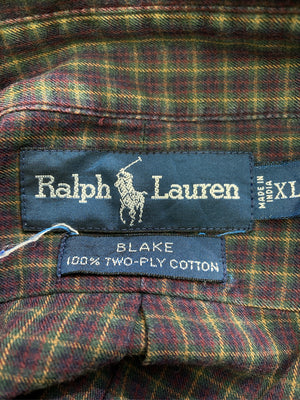 Ralph Lauren
MADE IN
INDIA
XL
BLAKE
100% TWO-PLY COTTON